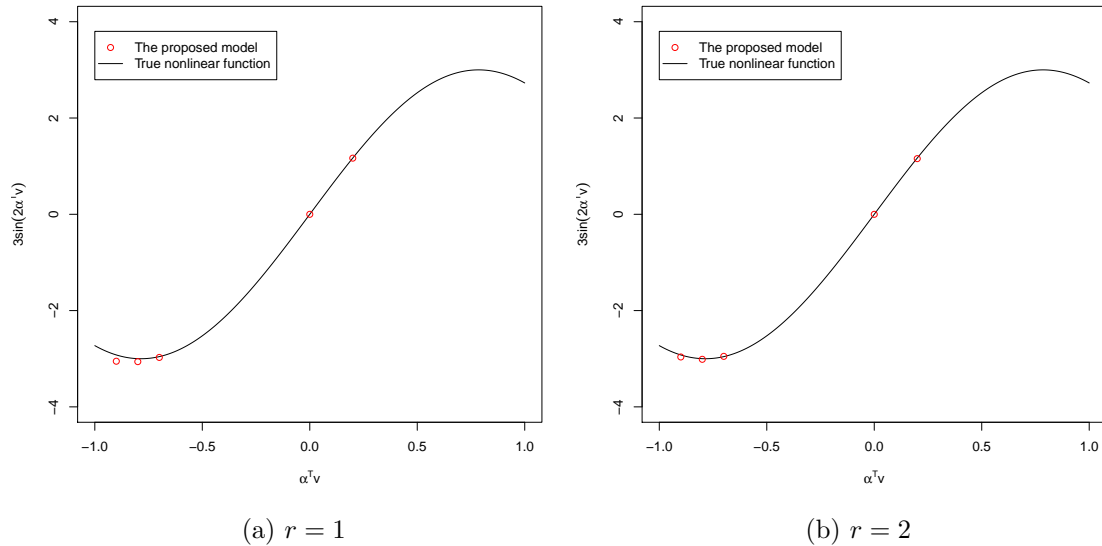 4
2
0
−2
−4
3sin(2α'v)
The proposed model
True nonlinear function
−1.0 −0.5 0.0 0.5 1.0
αᵀv
(a) r = 1
4
2
0
−2
−4
3sin(2α'v)
The proposed model
True nonlinear function
−1.0 −0.5 0.0 0.5 1.0
αᵀv
(b) r = 2